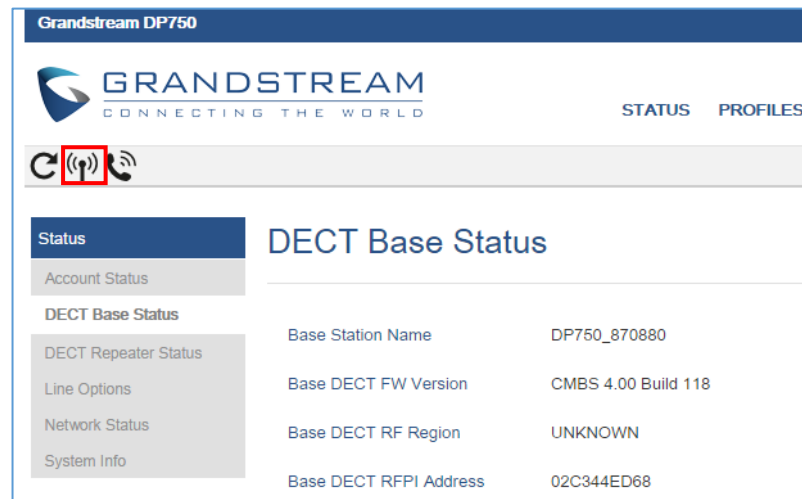 Grandstream DP750
GRANDSTREAM
CONNECTING THE WORLD
STATUS PROFILES
Status
Account Status
DECT Base Status
DECT Repeater Status
Line Options
Network Status
System Info
DECT Base Status
Base Station Name DP750_870880
Base DECT FW Version CMBS 4.00 Build 118
Base DECT RF Region UNKNOWN
Base DECT RFPI Address 02C344ED68